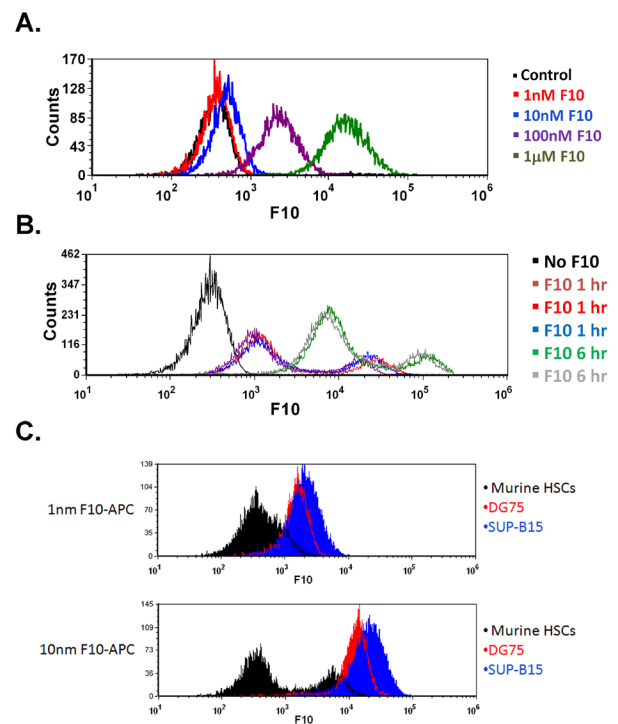 A.
170
128
85
43
0
Counts
10¹ 10² 10³ 10⁴ 10⁵ 10⁶
F10
Control
1nM F10
10nM F10
100nM F10
1µM F10
B.
462
347
231
116
0
Counts
10¹ 10² 10³ 10⁴ 10⁵ 10⁶
F10
No F10
F10 1 hr
F10 1 hr
F10 1 hr
F10 6 hr
F10 6 hr
C.
1nm F10-APC
139
104
70
35
0
10¹ 10² 10³ 10⁴ 10⁵ 10⁶
F10
Murine HSCs
DG75
SUP-B15
10nm F10-APC
145
109
73
36
0
10¹ 10² 10³ 10⁴ 10⁵ 10⁶
F10
Murine HSCs
DG75
SUP-B15